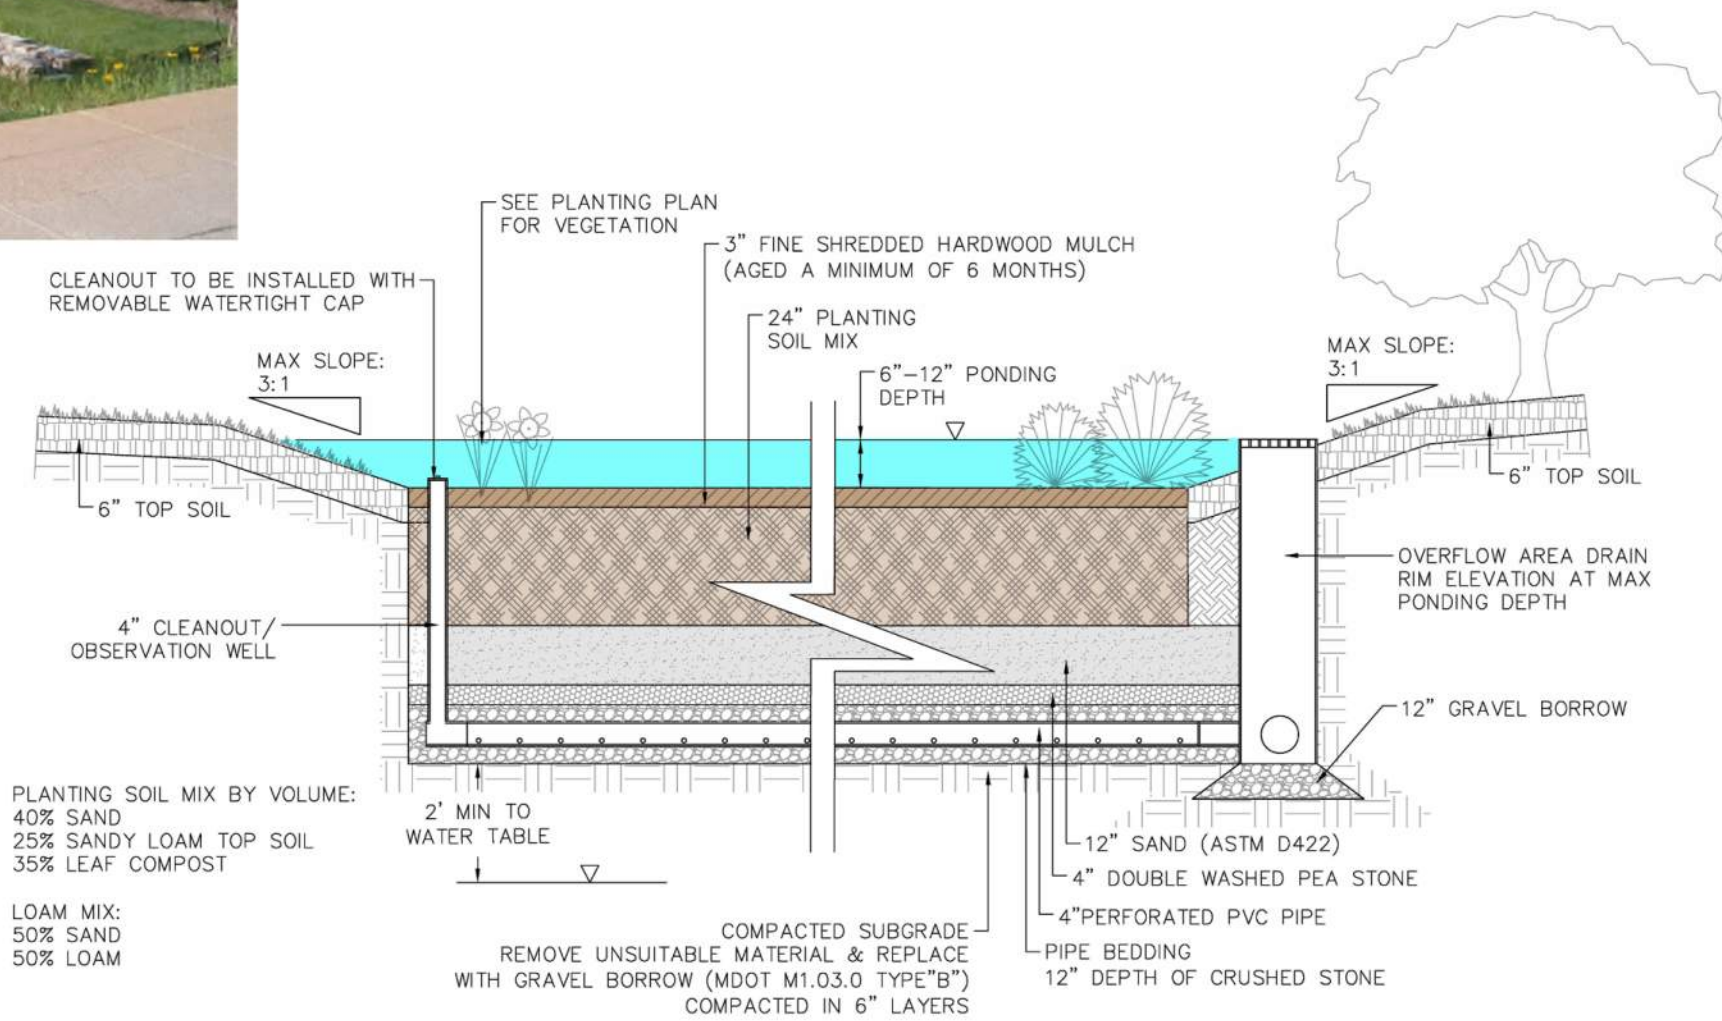 SEE PLANTING PLAN
FOR VEGETATION
3" FINE SHREDDED HARDWOOD MULCH
(AGED A MINIMUM OF 6 MONTHS)
CLEANOUT TO BE INSTALLED WITH
REMOVABLE WATERTIGHT CAP
24" PLANTING
SOIL MIX
MAX SLOPE:
3:1
6"-12" PONDING
DEPTH
MAX SLOPE:
3:1
6" TOP SOIL
6" TOP SOIL
OVERFLOW AREA DRAIN
RIM ELEVATION AT MAX
PONDING DEPTH
4" CLEANOUT/
OBSERVATION WELL
12" GRAVEL BORROW
PLANTING SOIL MIX BY VOLUME:
40% SAND
25% SANDY LOAM TOP SOIL
35% LEAF COMPOST
2' MIN TO
WATER TABLE
12" SAND (ASTM D422)
4" DOUBLE WASHED PEA STONE
4"PERFORATED PVC PIPE
LOAM MIX:
50% SAND
50% LOAM
COMPACTED SUBGRADE
REMOVE UNSUITABLE MATERIAL & REPLACE
WITH GRAVEL BORROW (MDOT M1.03.0 TYPE"B")
COMPACTED IN 6" LAYERS
PIPE BEDDING
12" DEPTH OF CRUSHED STONE